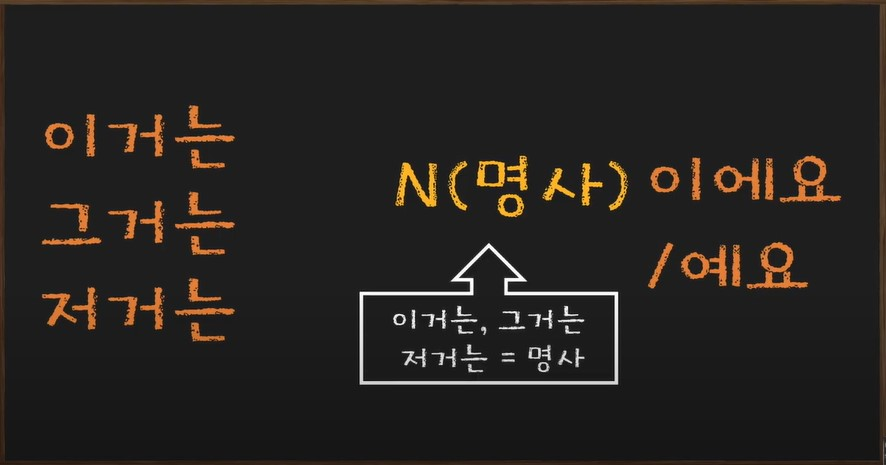 이거는
그거는
저거는
N(명사) 이에요
/예요
이거는, 그거는
저거는 = 명사